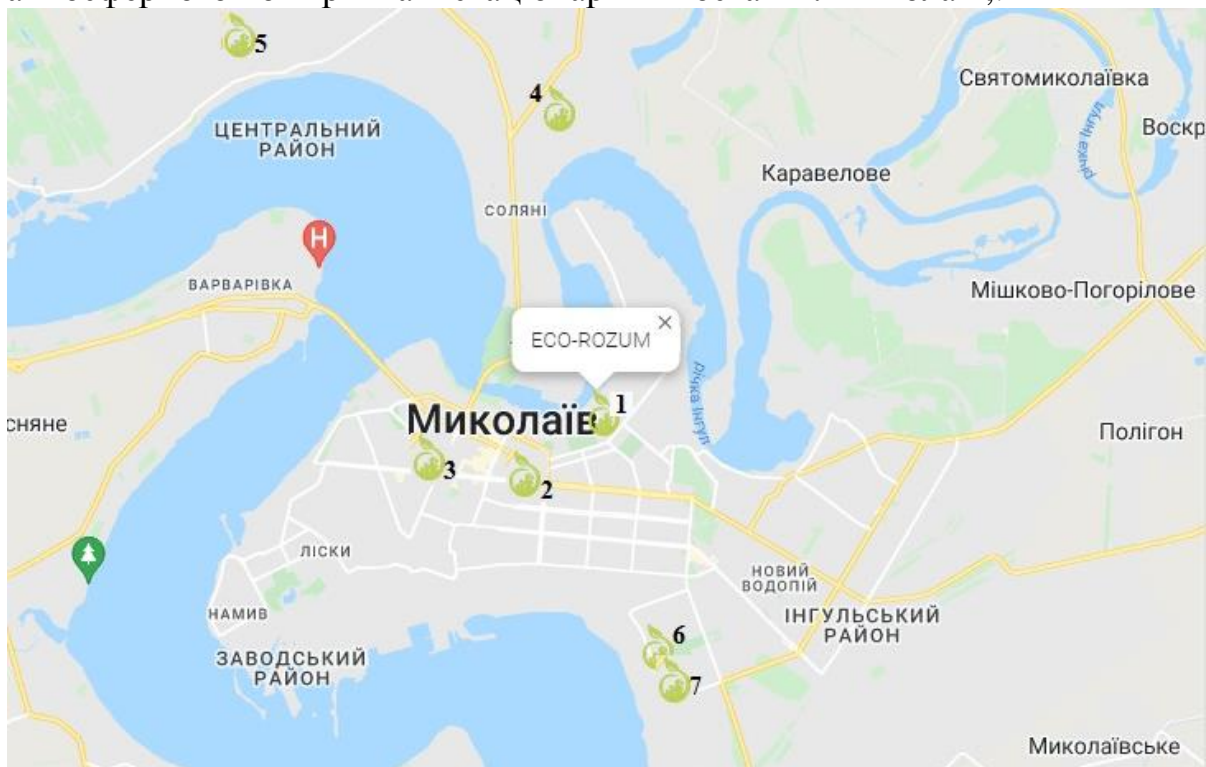 5
4
Святомиколаївка
річка Інгул
Воскр
ЦЕНТРАЛЬНИЙ
РАЙОН
Каравелове
СОЛЯНІ
H
ВАРВАРІВКА
Мішково-Погорілове
ECO-ROZUM
річка Інгул
1
Миколаїв
сняне
Полігон
3
2
ЛІСКИ
НОВИЙ
ВОДОПІЙ
НАМИВ
ІНГУЛЬСЬКИЙ
РАЙОН
6
ЗАВОДСЬКИЙ
РАЙОН
7
Миколаївське